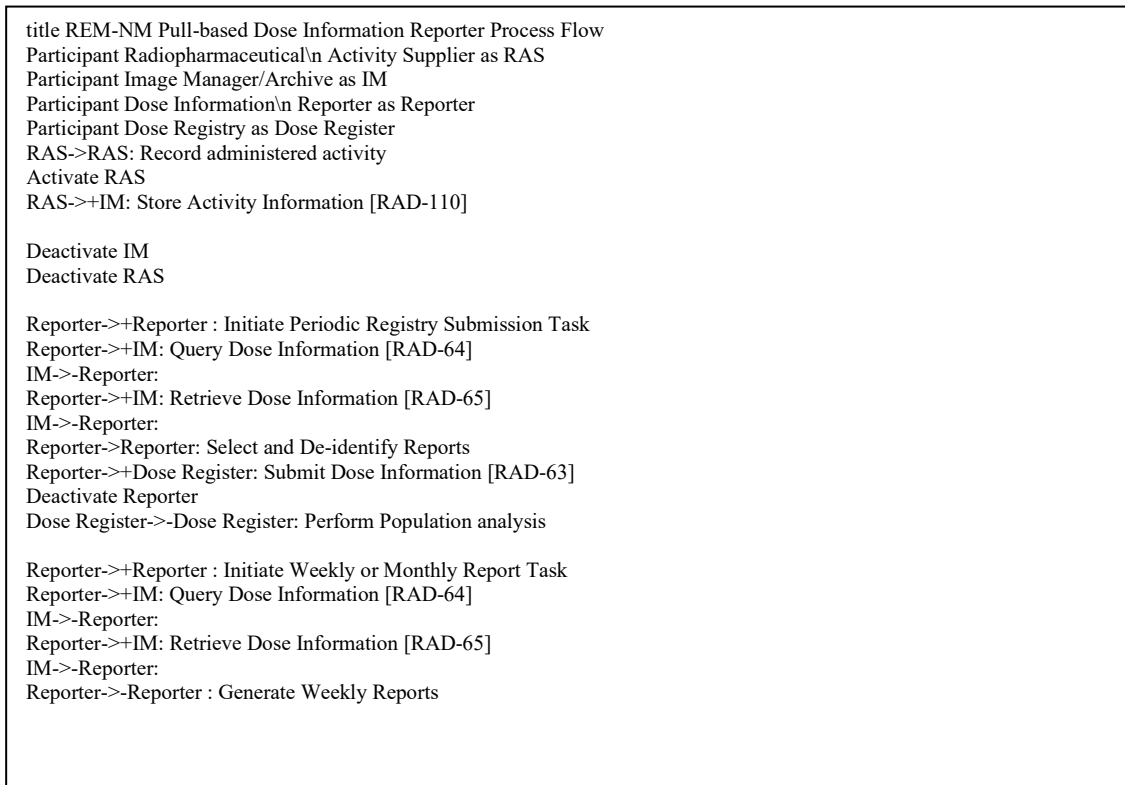 title REM-NM Pull-based Dose Information Reporter Process Flow
Participant Radiopharmaceutical\n Activity Supplier as RAS
Participant Image Manager/Archive as IM
Participant Dose Information\n Reporter as Reporter
Participant Dose Registry as Dose Register
RAS->RAS: Record administered activity
Activate RAS
RAS->+IM: Store Activity Information [RAD-110]
Deactivate IM
Deactivate RAS
Reporter->+Reporter : Initiate Periodic Registry Submission Task
Reporter->+IM: Query Dose Information [RAD-64]
IM->-Reporter:
Reporter->+IM: Retrieve Dose Information [RAD-65]
IM->-Reporter:
Reporter->Reporter: Select and De-identify Reports
Reporter->+Dose Register: Submit Dose Information [RAD-63]
Deactivate Reporter
Dose Register->-Dose Register: Perform Population analysis
Reporter->+Reporter : Initiate Weekly or Monthly Report Task
Reporter->+IM: Query Dose Information [RAD-64]
IM->-Reporter:
Reporter->+IM: Retrieve Dose Information [RAD-65]
IM->-Reporter:
Reporter->-Reporter : Generate Weekly Reports